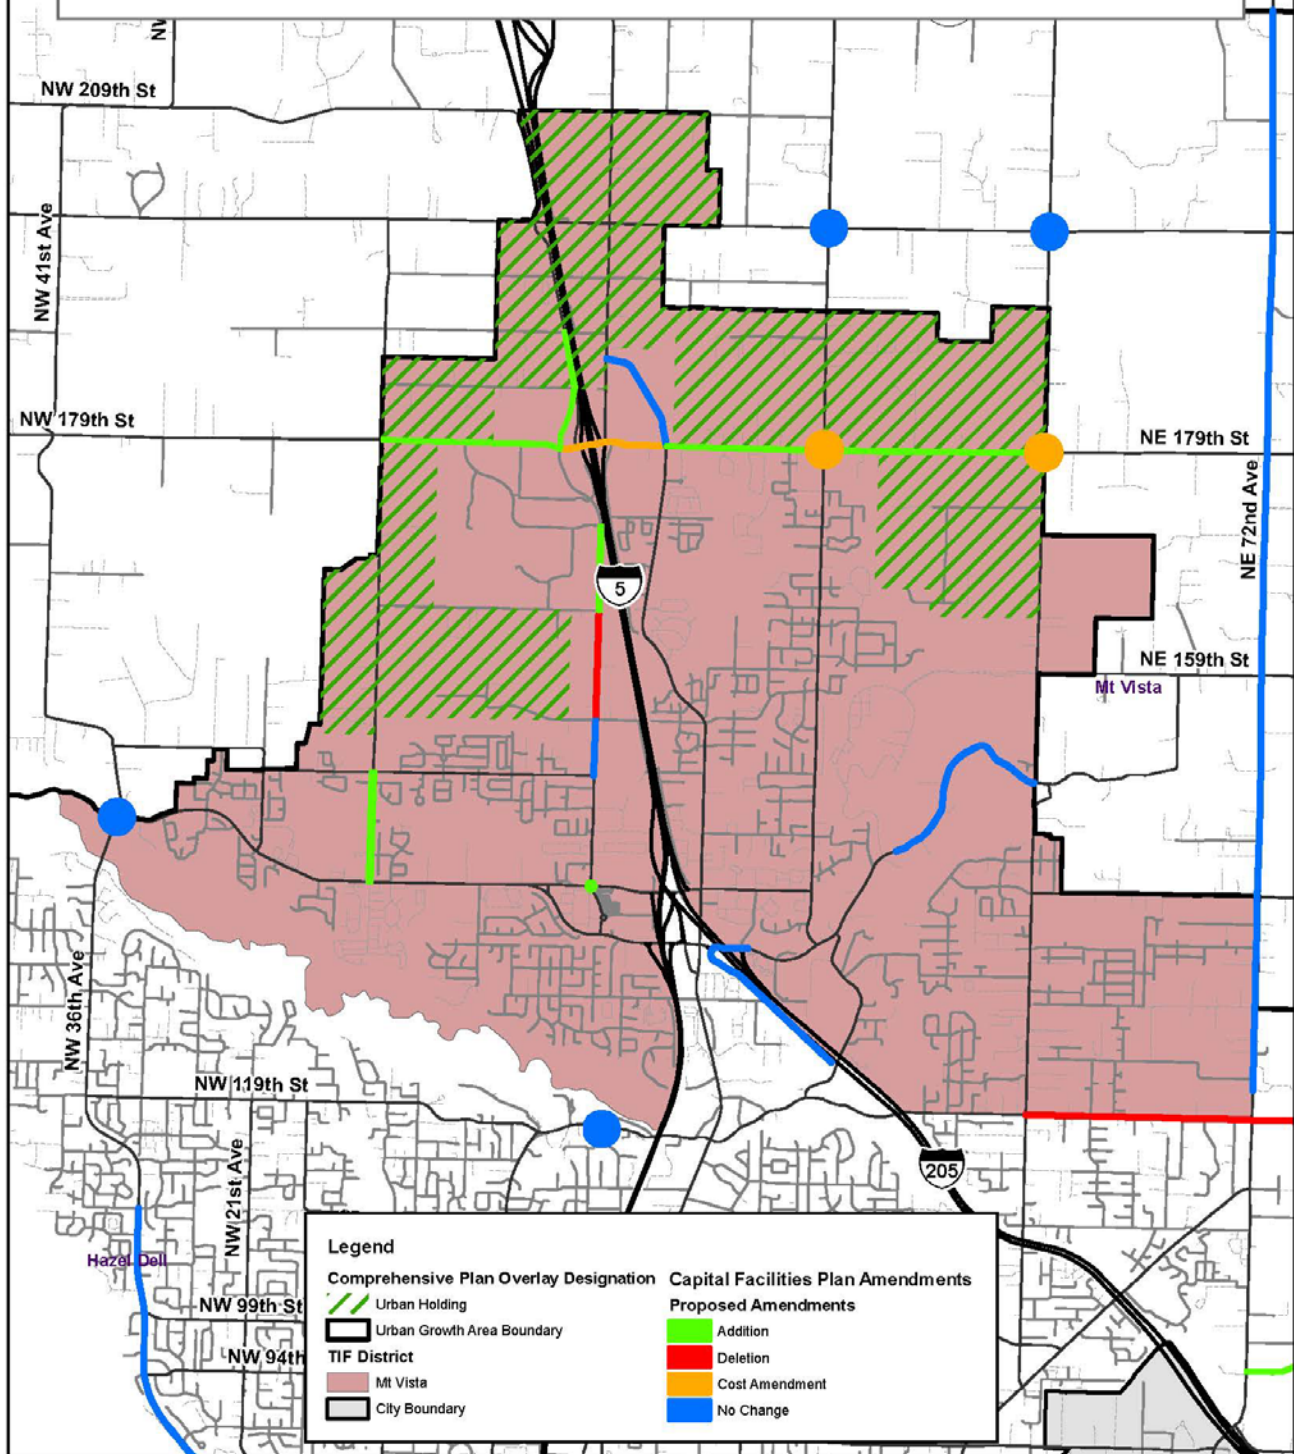 NW
NW 209th St
NW 41st Ave
NW 179th St
NE 179th St
NE 72nd Ave
5
NE 159th St
Mt Vista
NW 36th Ave
NW 119th St
205
NW 21st Ave
Hazel Dell
NW 99th St
NW 94th
Legend
Comprehensive Plan Overlay Designation
Urban Holding
Urban Growth Area Boundary
TIF District
Mt Vista
City Boundary
Capital Facilities Plan Amendments
Proposed Amendments
Addition
Deletion
Cost Amendment
No Change